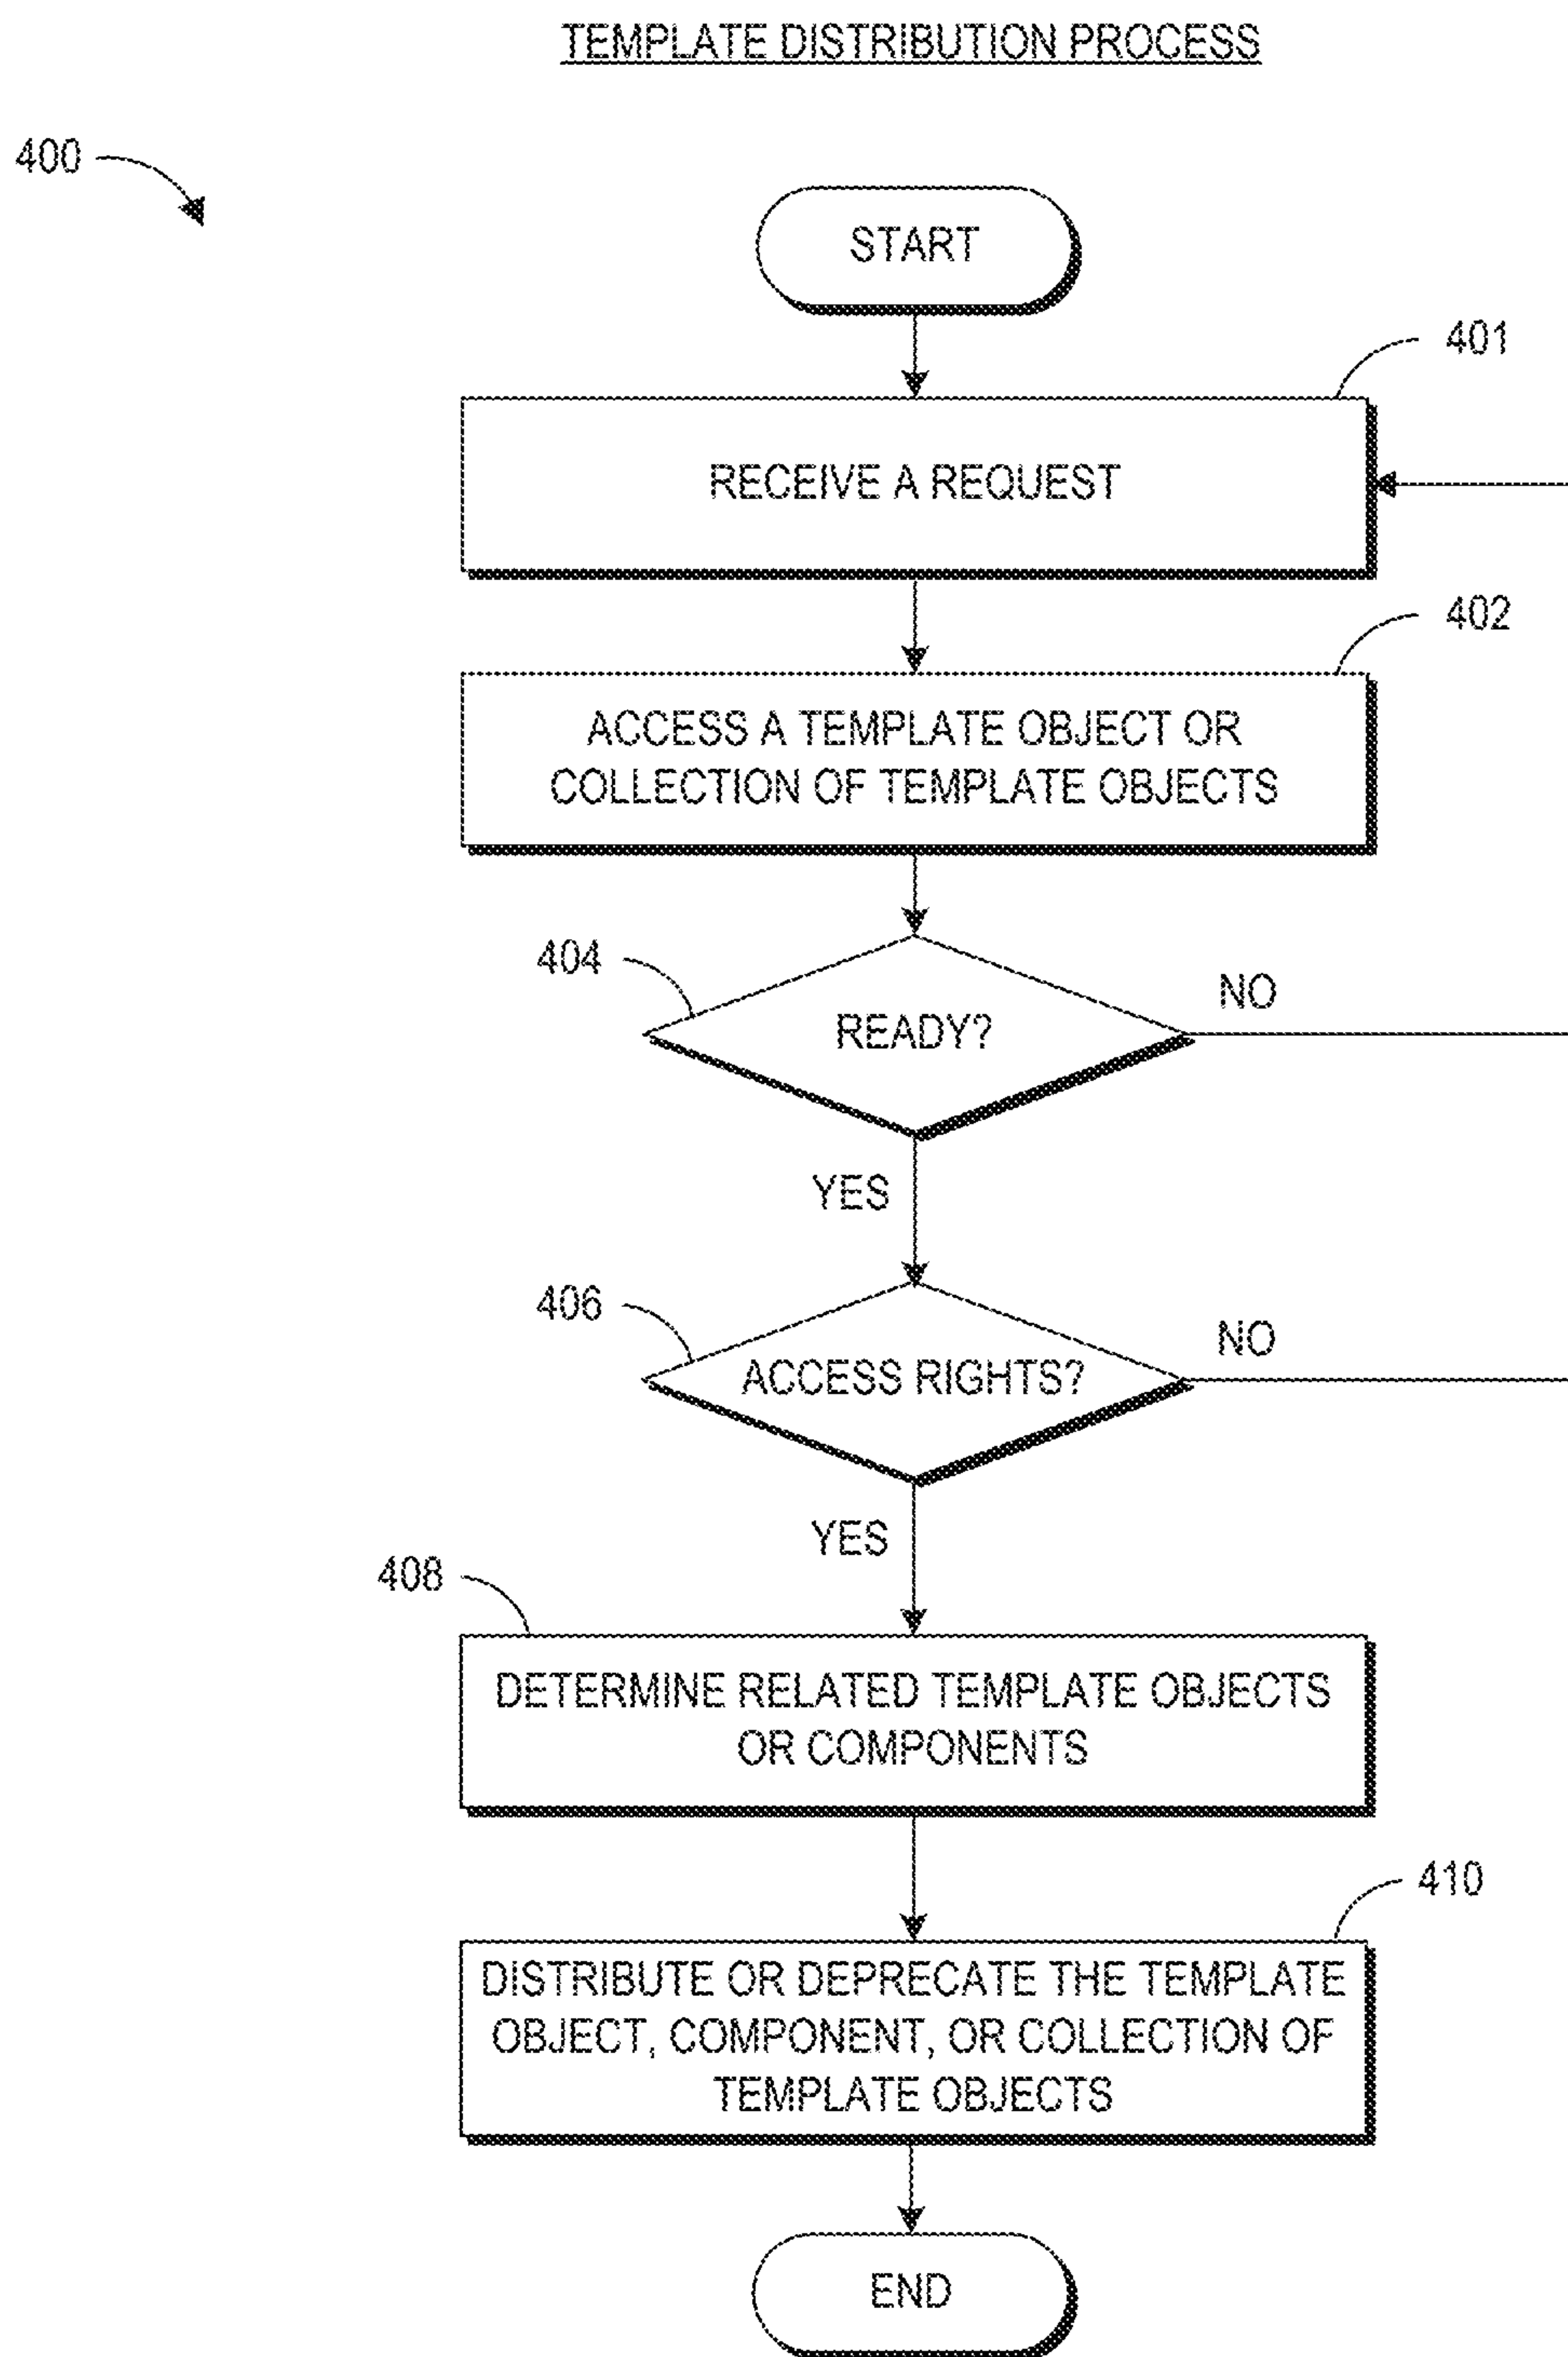 TEMPLATE DISTRIBUTION PROCESS
400
START
401
RECEIVE A REQUEST
402
ACCESS A TEMPLATE OBJECT OR
COLLECTION OF TEMPLATE OBJECTS
404
READY?
NO
YES
406
ACCESS RIGHTS?
NO
YES
408
DETERMINE RELATED TEMPLATE OBJECTS
OR COMPONENTS
410
DISTRIBUTE OR DEPRECATE THE TEMPLATE
OBJECT, COMPONENT, OR COLLECTION OF
TEMPLATE OBJECTS
END